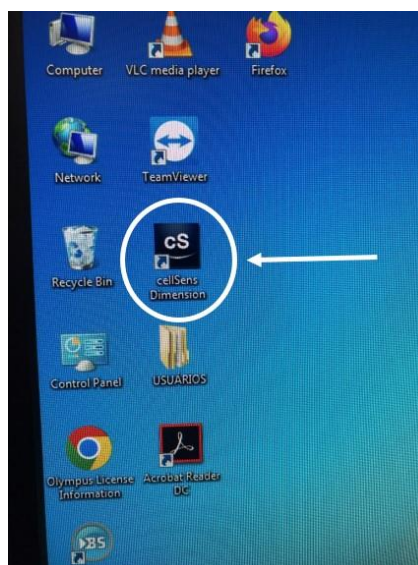 Computer
VLC media player
Firefox
Network
TeamViewer
Recycle Bin
cS
cellSens
Dimension
Control Panel
USUARIOS
Olympus License
Information
Acrobat Reader
DC
BS